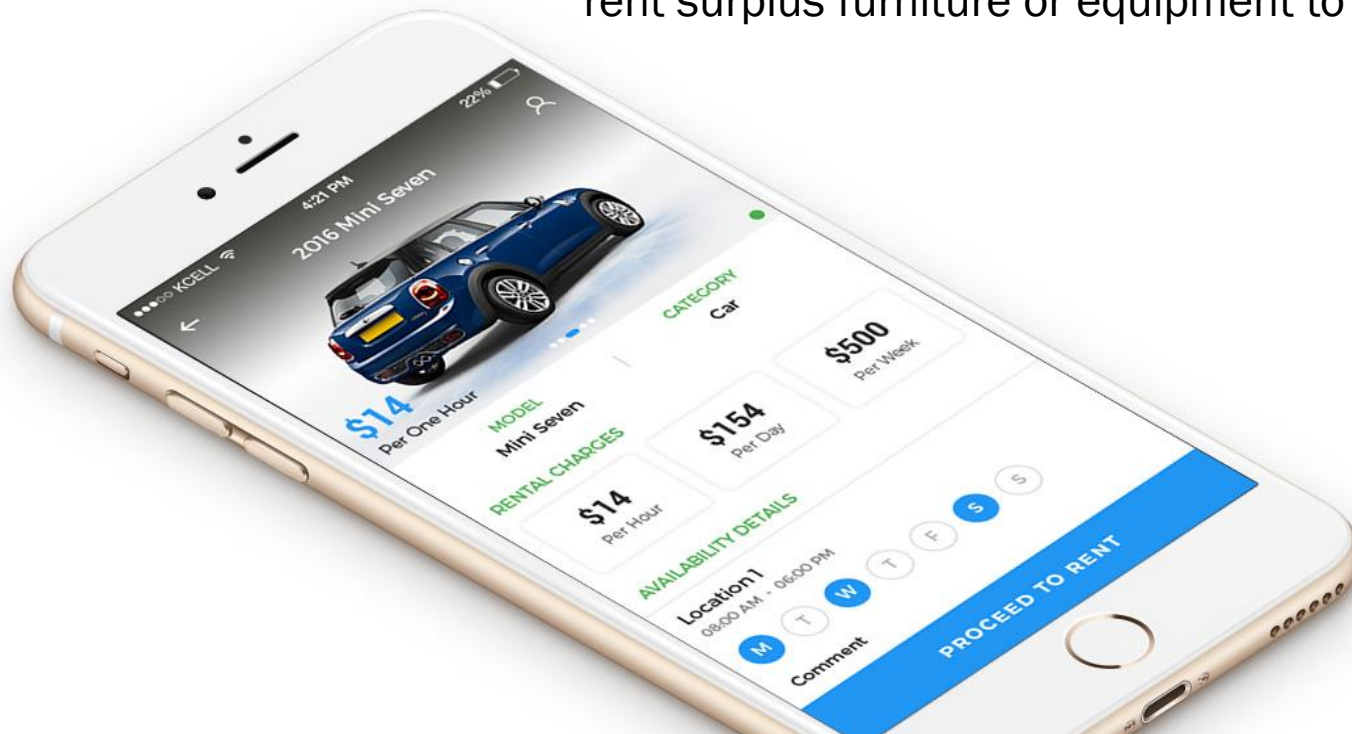 rent surplus furniture or equipment to
KCELL
4:21 PM
22%
2016 Mini Seven
$14
Per One Hour
MODEL
Mini Seven
CATEGORY
Car
RENTAL CHARGES
$14
Per Hour
$154
Per Day
$500
Per Week
AVAILABILITY DETAILS
Location 1
08:00 AM - 06:00 PM
M T W T F S S
Comment
PROCEED TO RENT